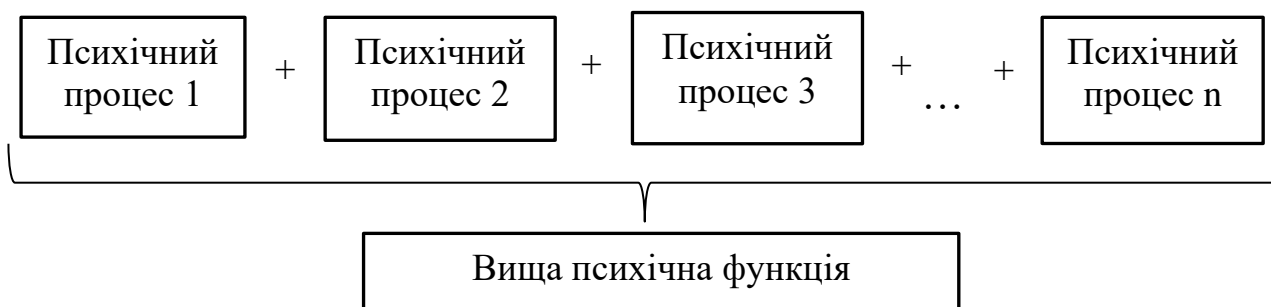 Психічний процес 1 + Психічний процес 2 + Психічний процес 3 + … + Психічний процес n
Вища психічна функція